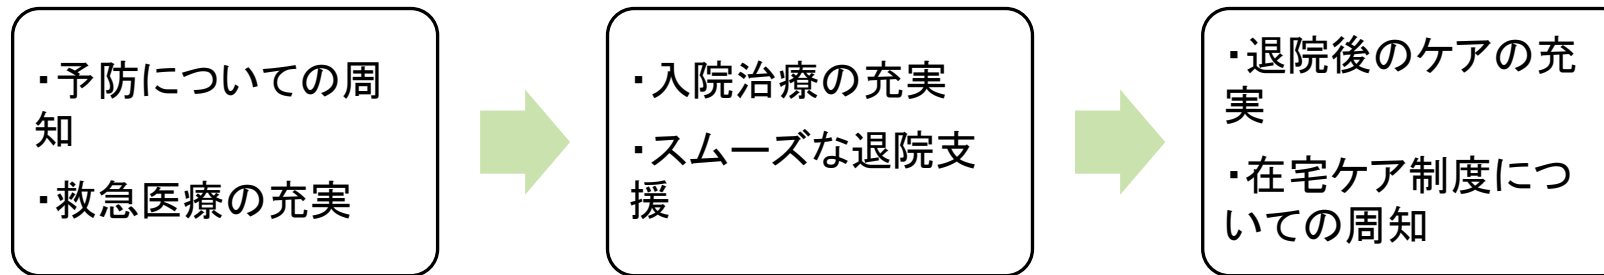 ・予防についての周
知
・救急医療の充実
・入院治療の充実
・スムーズな退院支
援
・退院後のケアの充
実
・在宅ケア制度につ
いての周知